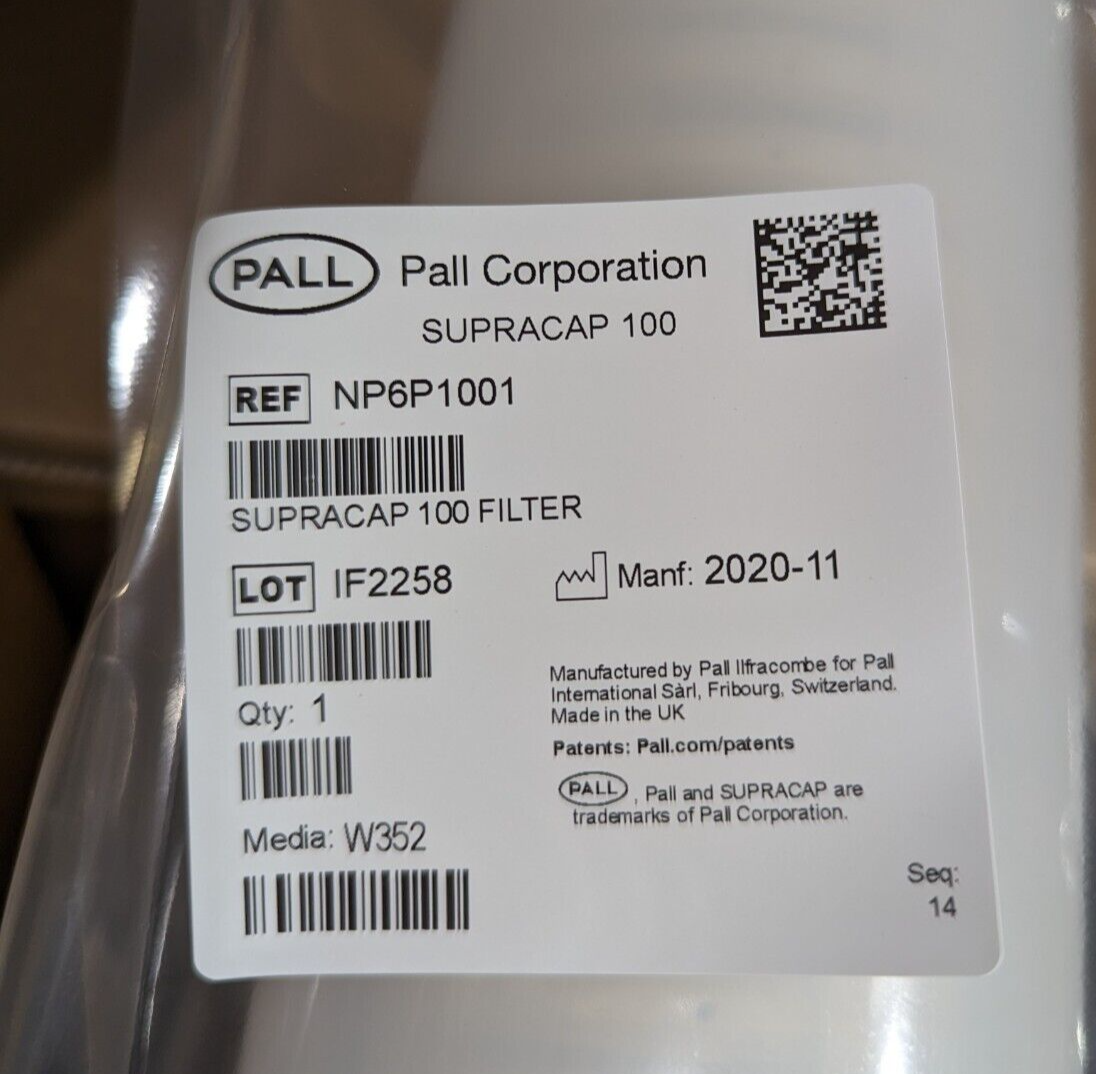 PALL Pall Corporation
SUPRACAP 100
REF NP6P1001
SUPRACAP 100 FILTER
LOT IF2258
Manf: 2020-11
Qty: 1
Media: W352
Manufactured by Pall Ilfracombe for Pall
International Sàrl, Fribourg, Switzerland.
Made in the UK
Patents: Pall.com/patents
PALL , Pall and SUPRACAP are
trademarks of Pall Corporation.
Seq:
14